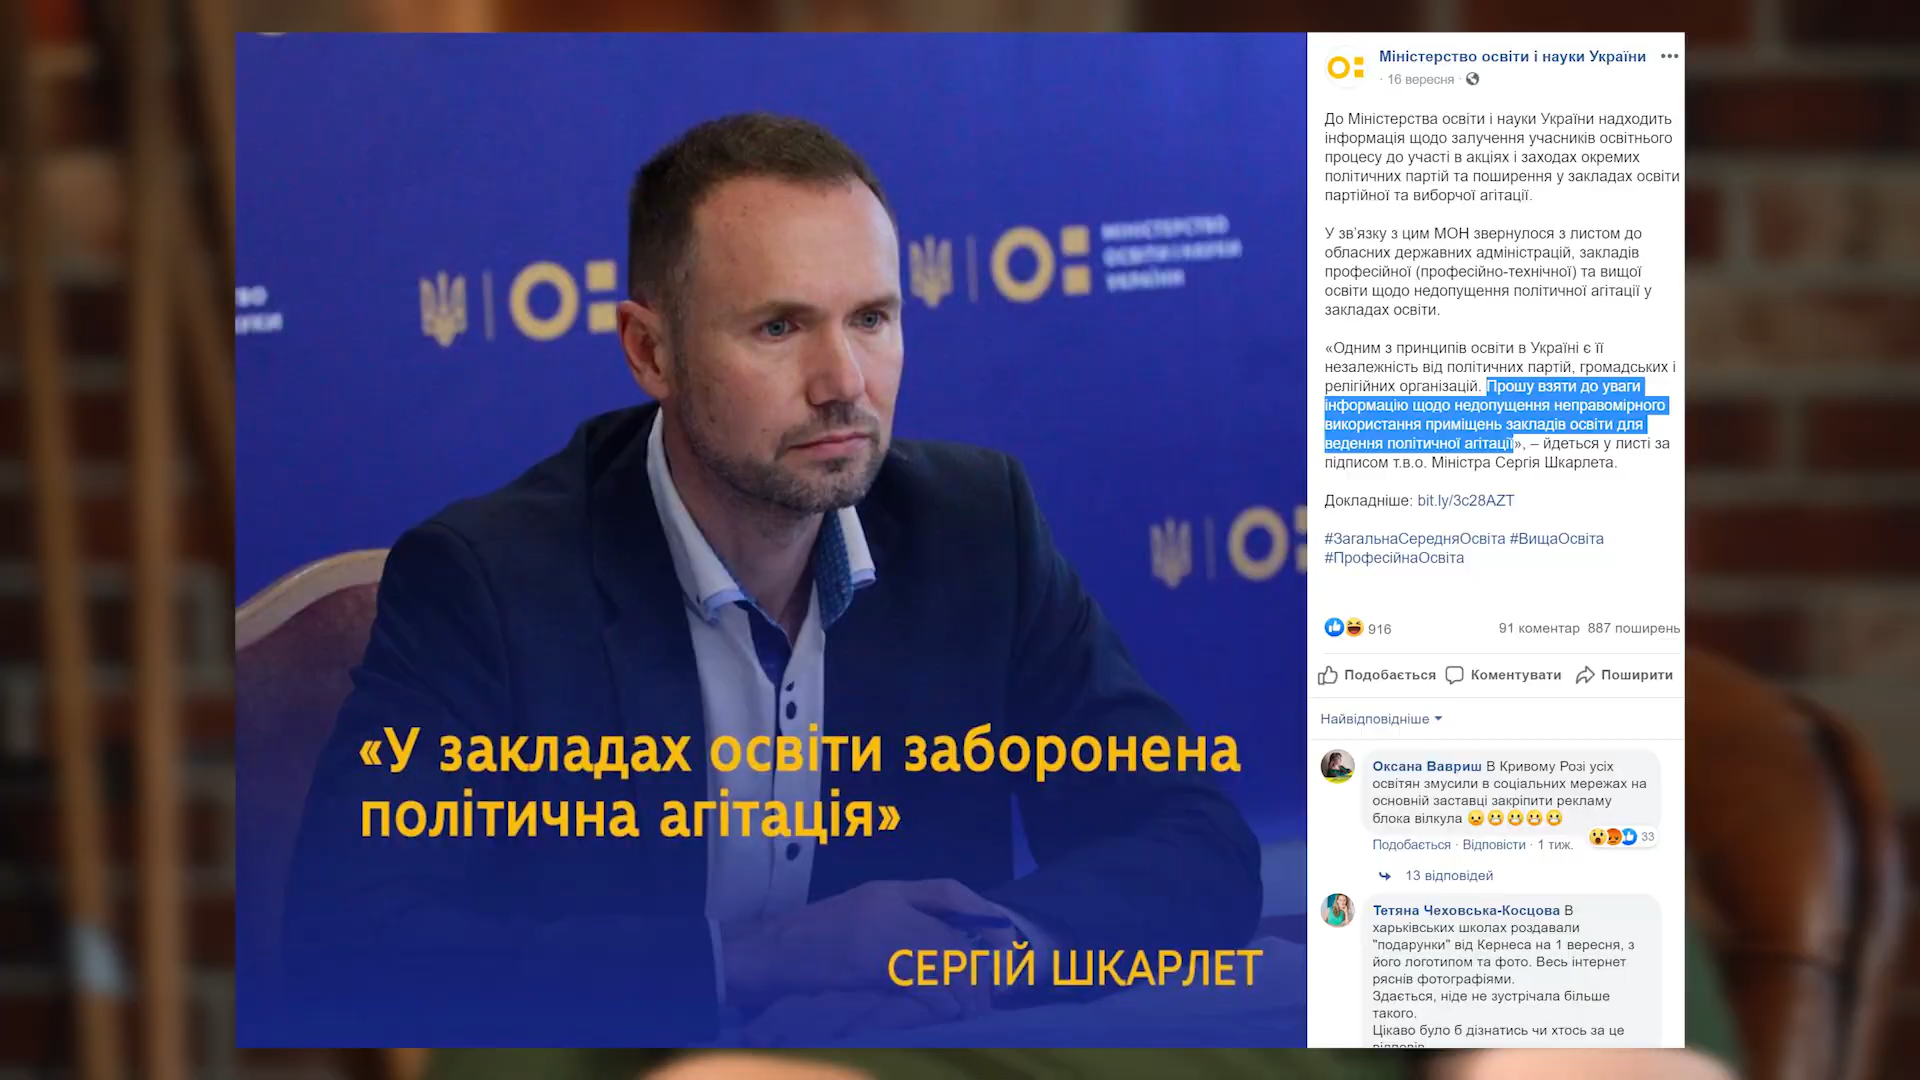 ВО
УКИ
МІНІСТЕРСТВО
ОСВІТИ І НАУКИ
УКРАЇНИ
«У закладах освіти заборонена
політична агітація»
СЕРГІЙ ШКАРЛЕТ
Міністерство освіти і науки України
· 16 вересня ·
До Міністерства освіти і науки України надходить
інформація щодо залучення учасників освітнього
процесу до участі в акціях і заходах окремих
політичних партій та поширення у закладах освіти
партійної та виборчої агітації.
У зв’язку з цим МОН звернулося з листом до
обласних державних адміністрацій, закладів
професійної (професійно-технічної) та вищої
освіти щодо недопущення політичної агітації у
закладах освіти.
«Одним з принципів освіти в Україні є її
незалежність від політичних партій, громадських і
релігійних організацій. Прошу взяти до уваги
інформацію щодо недопущення неправомірного
використання приміщень закладів освіти для
ведення політичної агітації», – йдеться у листі за
підписом т.в.о. Міністра Сергія Шкарлета.
Докладніше: bit.ly/3c28AZT
#ЗагальнаСередняОсвіта #ВищаОсвіта
#ПрофесійнаОсвіта
916 91 коментар 887 поширень
Подобається Коментувати Поширити
Найвідповідніше
Оксана Вавриш В Кривому Розі усіх
освітян змусили в соціальних мережах на
основній заставці закріпити рекламу
блока вілкула 😟😬😬😬😬
33
Подобається · Відповісти · 1 тиж.
13 відповідей
Тетяна Чеховська-Косцова В
харьківських школах роздавали
"подарунки" від Кернеса на 1 вересня, з
його логотипом та фото. Весь інтернет
ряснів фотографіями.
Здається, ніде не зустрічала більше
такого.
Цікаво було б дізнатись чи хтось за це